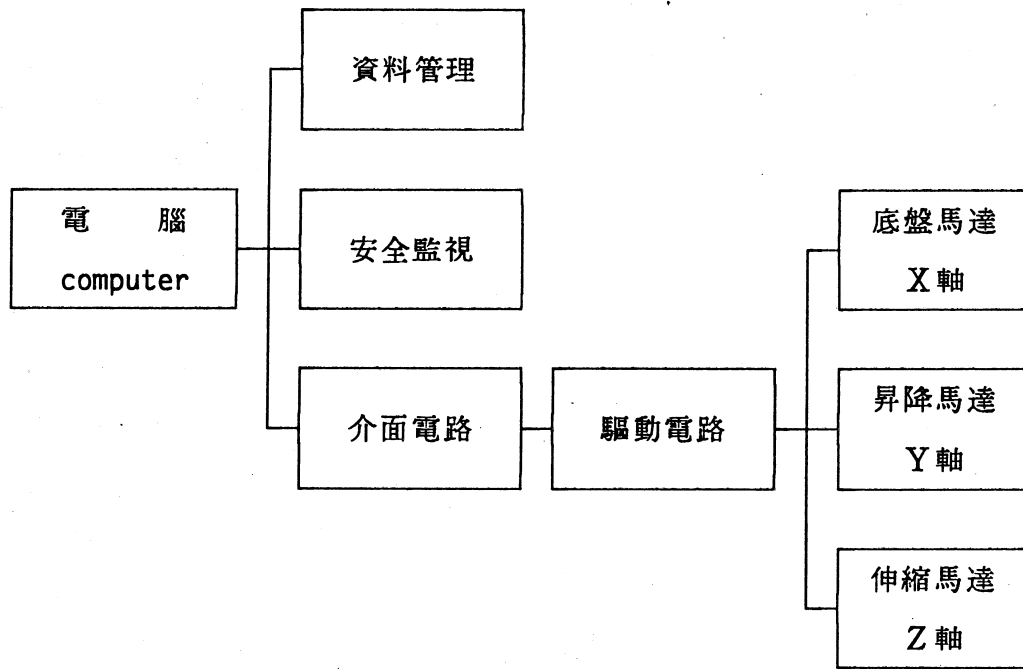 資料管理
電腦
computer
安全監視
介面電路
驅動電路
底盤馬達
X軸
昇降馬達
Y軸
伸縮馬達
Z軸